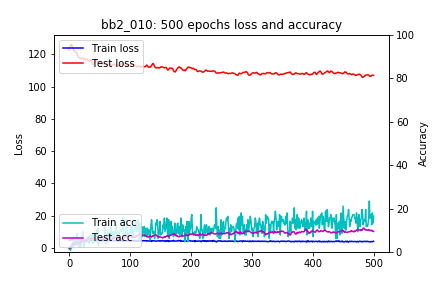 bb2_010: 500 epochs loss and accuracy
Train loss
Test loss
Train acc
Test acc
Loss
0
20
40
60
80
100
120
Accuracy
0
20
40
60
80
100
0
100
200
300
400
500